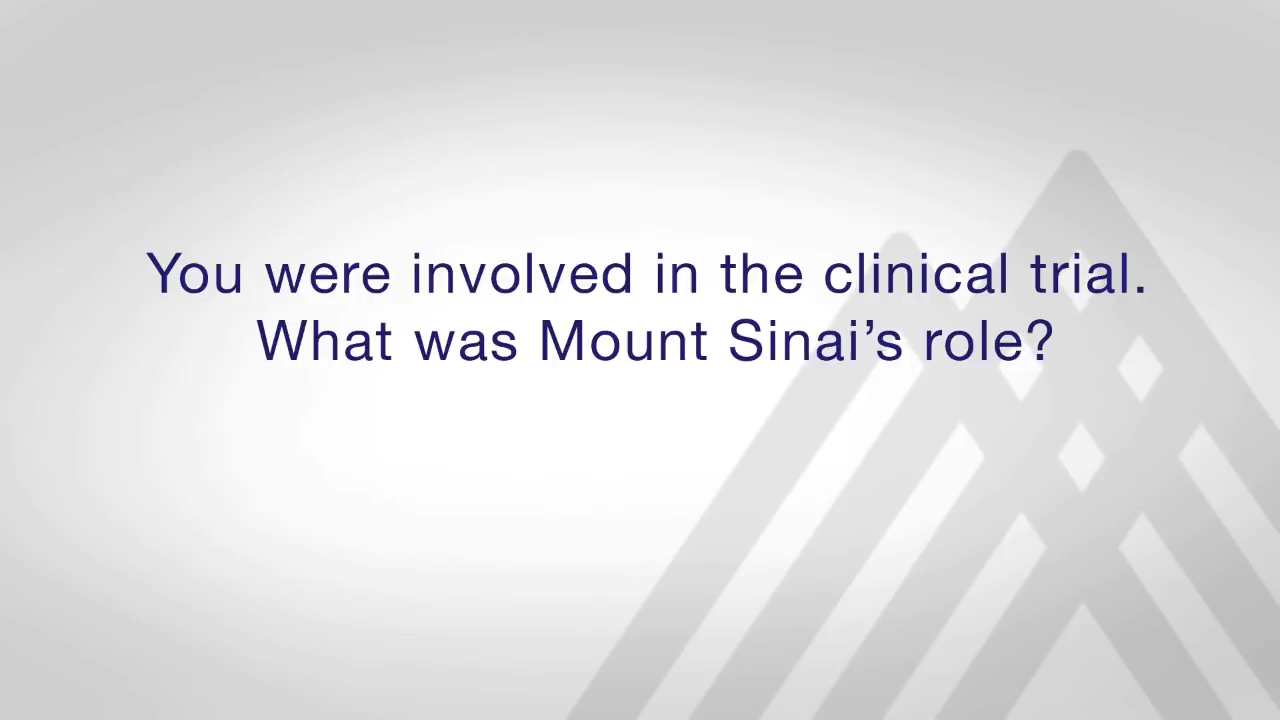 You were involved in the clinical trial.
What was Mount Sinai’s role?